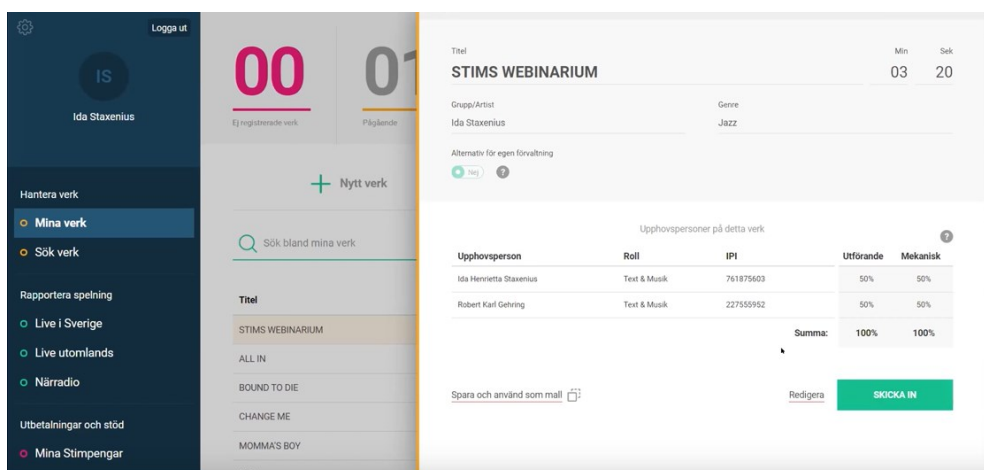 Logga ut
IS
Ida Staxenius
Hantera verk
Mina verk
Sök verk
Rapportera spelning
Live i Sverige
Live utomlands
Närradio
Utbetalningar och stöd
Mina Stimpengar
00
Ej registrerade verk
01
Pågående
Nytt verk
Sök bland mina verk
Titel
STIMS WEBINARIUM
ALL IN
BOUND TO DIE
CHANGE ME
MOMMA'S BOY
Titel Min Sek
STIMS WEBINARIUM 03 20
Grupp/Artist Genre
Ida Staxenius Jazz
Alternativ för egen förvaltning
Nej ?
Upphovspersoner på detta verk
?
Upphovsperson Roll IPI Utförande Mekanisk
Ida Henrietta Staxenius Text & Musik 761875603 50% 50%
Robert Karl Gehring Text & Musik 227555952 50% 50%
Summa: 100% 100%
Spara och använd som mall Redigera SKICKA IN